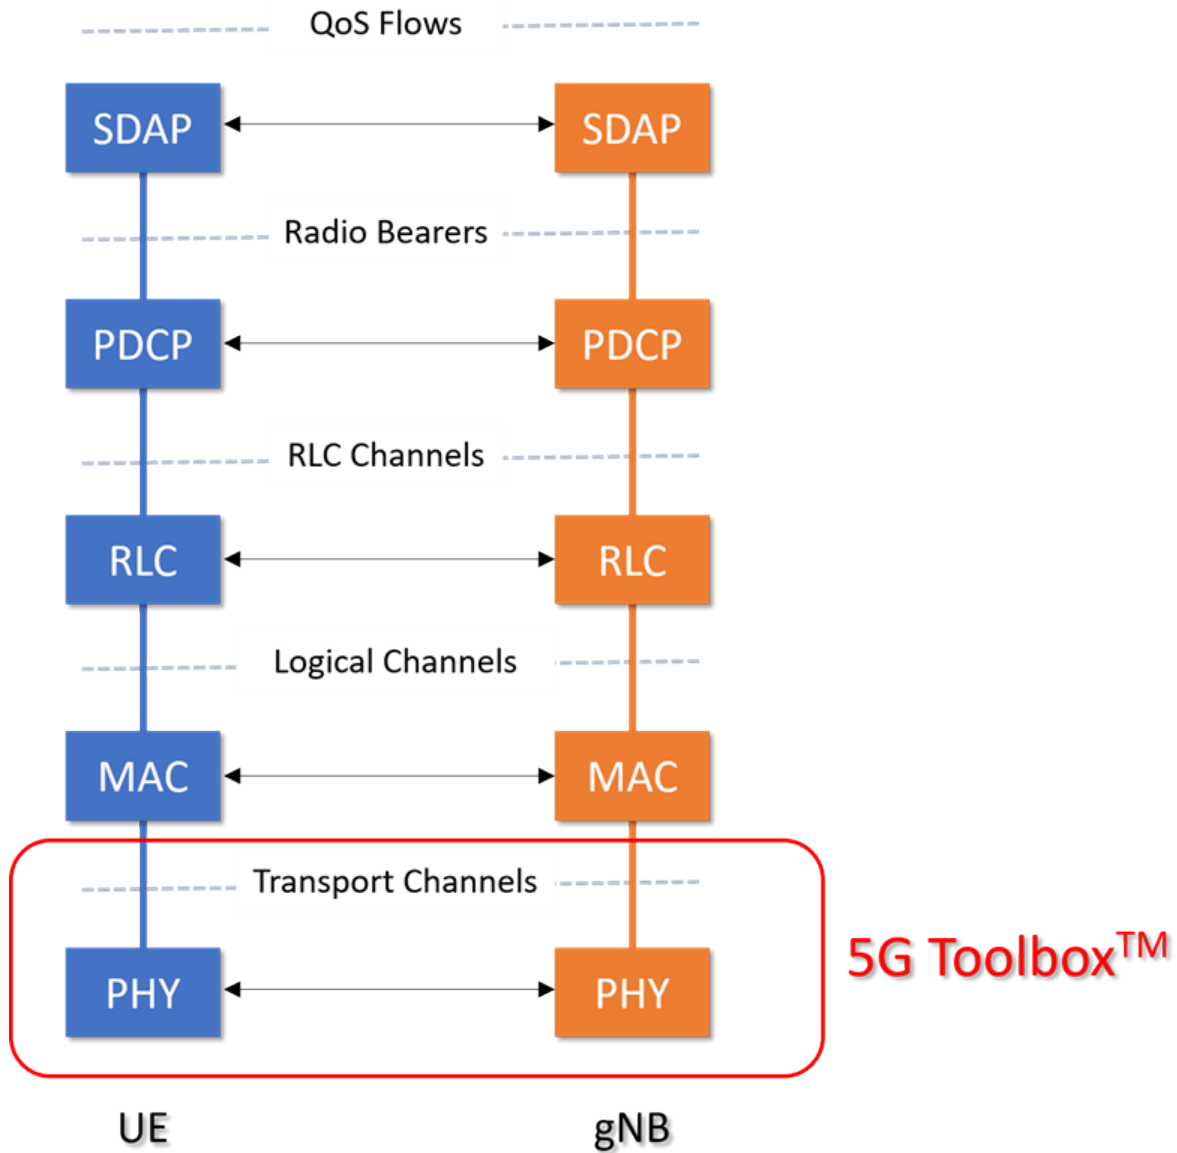 QoS Flows
SDAP
SDAP
Radio Bearers
PDCP
PDCP
RLC Channels
RLC
RLC
Logical Channels
MAC
MAC
Transport Channels
5G Toolbox™
PHY
PHY
UE
gNB